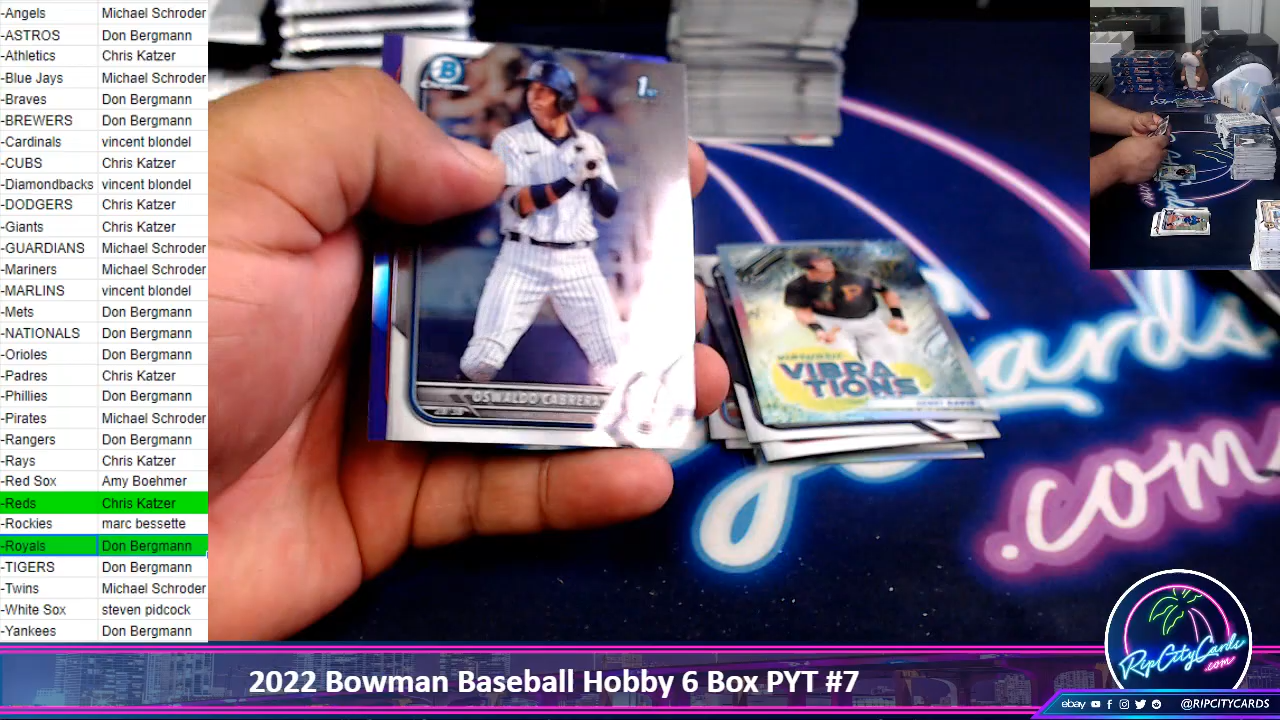 -Angels Michael Schroder
-ASTROS Don Bergmann
-Athletics Chris Katzer
-Blue Jays Michael Schroder
-Braves Don Bergmann
-BREWERS Don Bergmann
-Cardinals vincent blondel
-CUBS Chris Katzer
-Diamondbacks vincent blondel
-DODGERS Chris Katzer
-Giants Chris Katzer
-GUARDIANS Michael Schroder
-Mariners Michael Schroder
-MARLINS vincent blondel
-Mets Don Bergmann
-NATIONALS Don Bergmann
-Orioles Don Bergmann
-Padres Chris Katzer
-Phillies Don Bergmann
-Pirates Michael Schroder
-Rangers Don Bergmann
-Rays Chris Katzer
-Red Sox Amy Boehmer
-Reds Chris Katzer
-Rockies marc bessette
-Royals Don Bergmann
-TIGERS Don Bergmann
-Twins Michael Schroder
-White Sox steven pidcock
-Yankees Don Bergmann
B
1st
OSWALDO CABRERA
VIBRA
TIONS
.com
RipCityCards
.com
2022 Bowman Baseball Hobby 6 Box PYT #7
ebay @RIPCITYCARDS